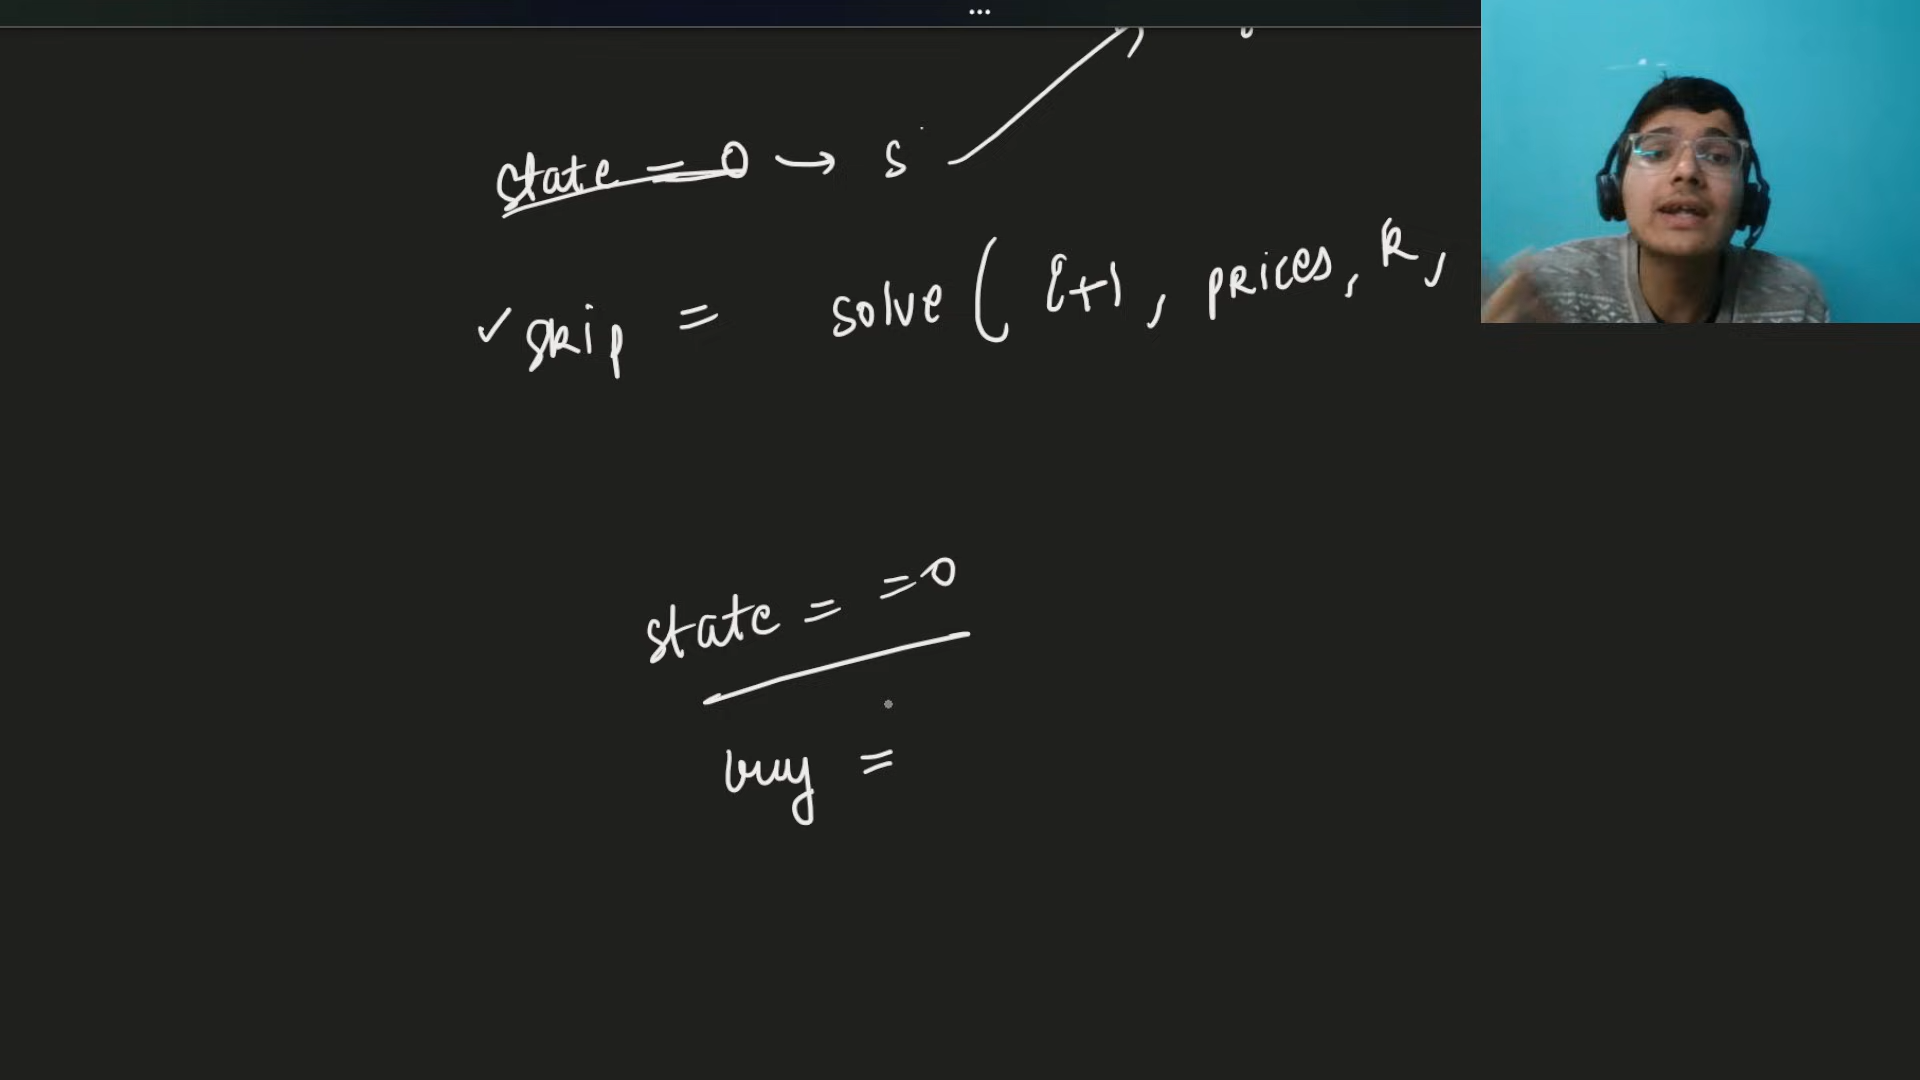 state = 0 → s
✓ skip = solve ( i+1, prices, k,
state = =0
buy =